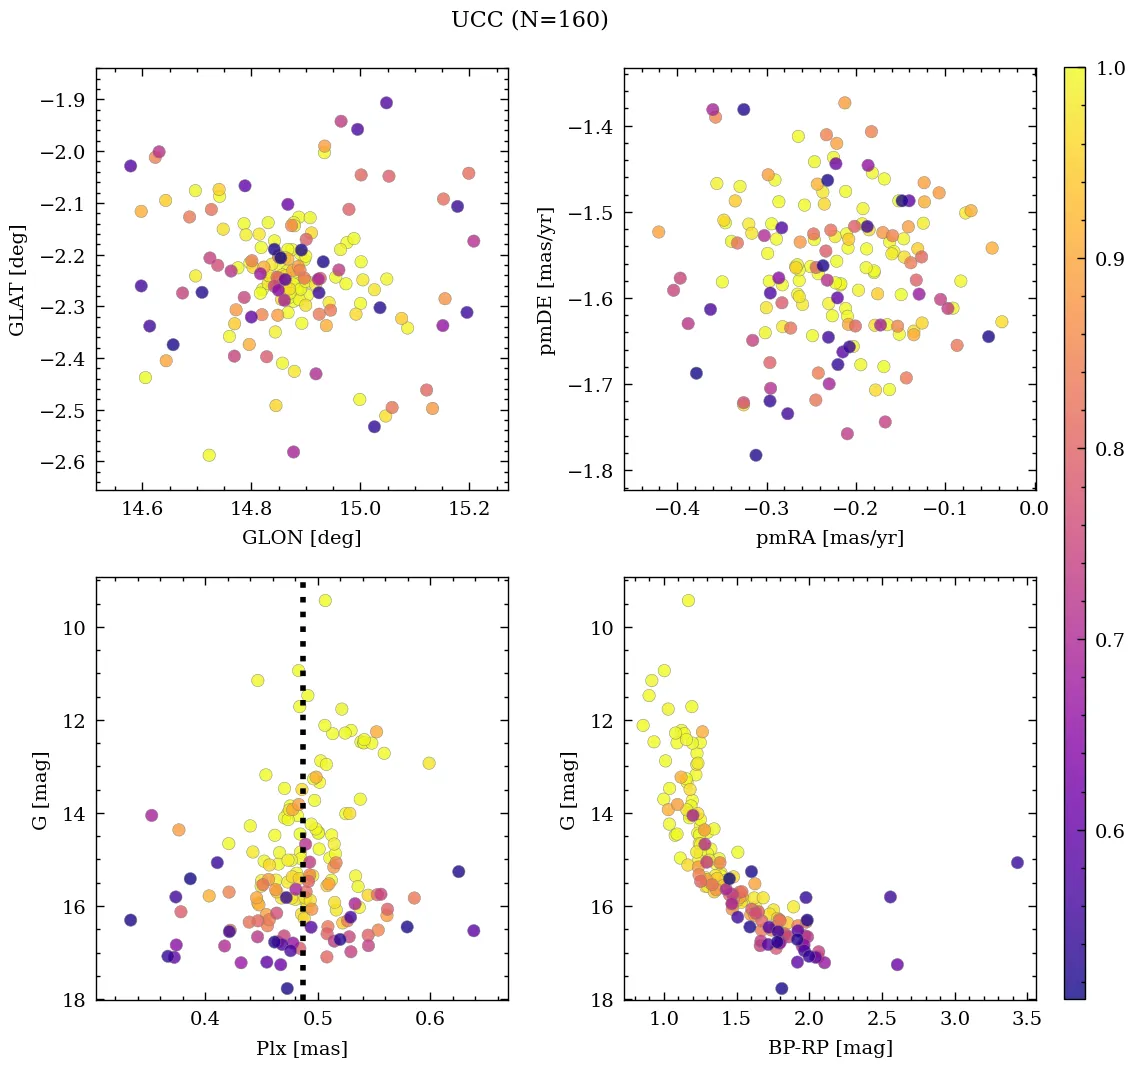 UCC (N=160)
−1.9
−2.0
−2.1
−2.2
−2.3
−2.4
−2.5
−2.6
GLAT [deg]
14.6 14.8 15.0 15.2
GLON [deg]
−1.4
−1.5
−1.6
−1.7
−1.8
pmDE [mas/yr]
−0.4 −0.3 −0.2 −0.1 0.0
pmRA [mas/yr]
1.0
0.9
0.8
0.7
0.6
10
12
14
16
18
G [mag]
0.4 0.5 0.6
Plx [mas]
10
12
14
16
18
G [mag]
1.0 1.5 2.0 2.5 3.0 3.5
BP-RP [mag]